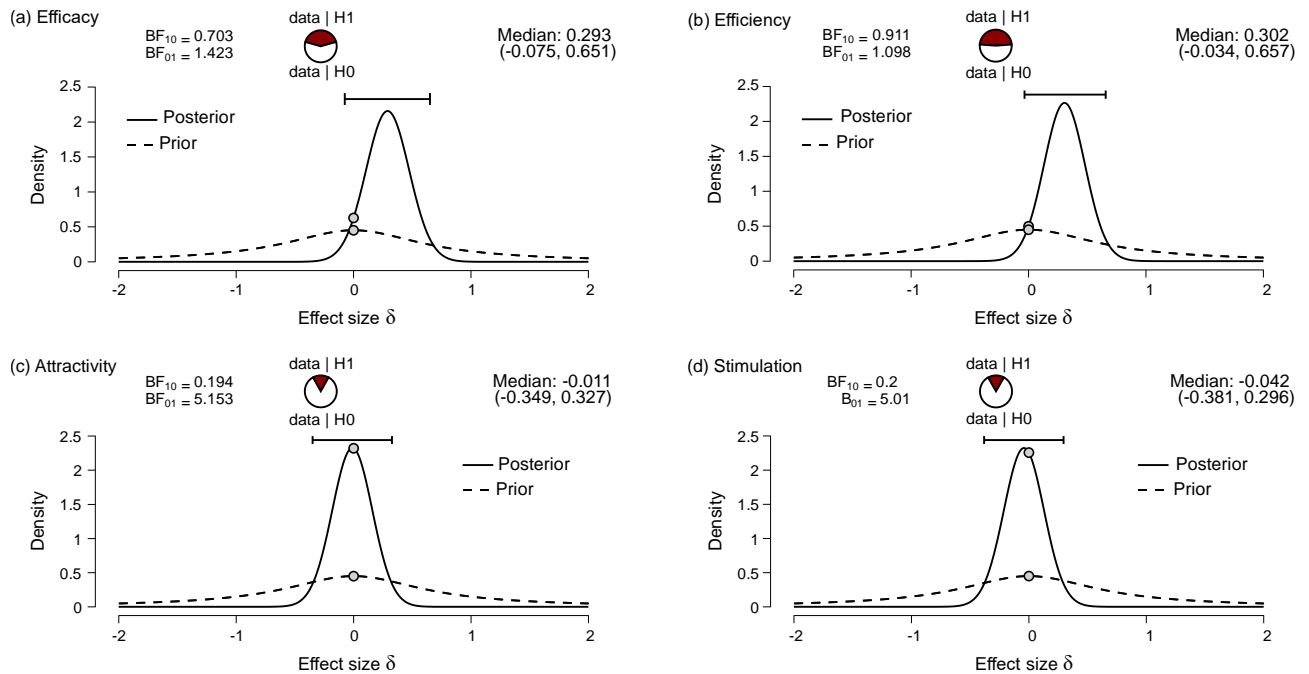 (a) Efficacy
BF10 = 0.703
BF01 = 1.423
data | H1
data | H0
Median: 0.293
(-0.075, 0.651)
Posterior
Prior
Density
2.5
2
1.5
1
0.5
0
-2 -1 0 1 2
Effect size δ
(b) Efficiency
BF10 = 0.911
BF01 = 1.098
data | H1
data | H0
Median: 0.302
(-0.034, 0.657)
Posterior
Prior
Density
2.5
2
1.5
1
0.5
0
-2 -1 0 1 2
Effect size δ
(c) Attractivity
BF10 = 0.194
BF01 = 5.153
data | H1
data | H0
Median: -0.011
(-0.349, 0.327)
Posterior
Prior
Density
2.5
2
1.5
1
0.5
0
-2 -1 0 1 2
Effect size δ
(d) Stimulation
BF10 = 0.2
B01 = 5.01
data | H1
data | H0
Median: -0.042
(-0.381, 0.296)
Posterior
Prior
Density
2.5
2
1.5
1
0.5
0
-2 -1 0 1 2
Effect size δ